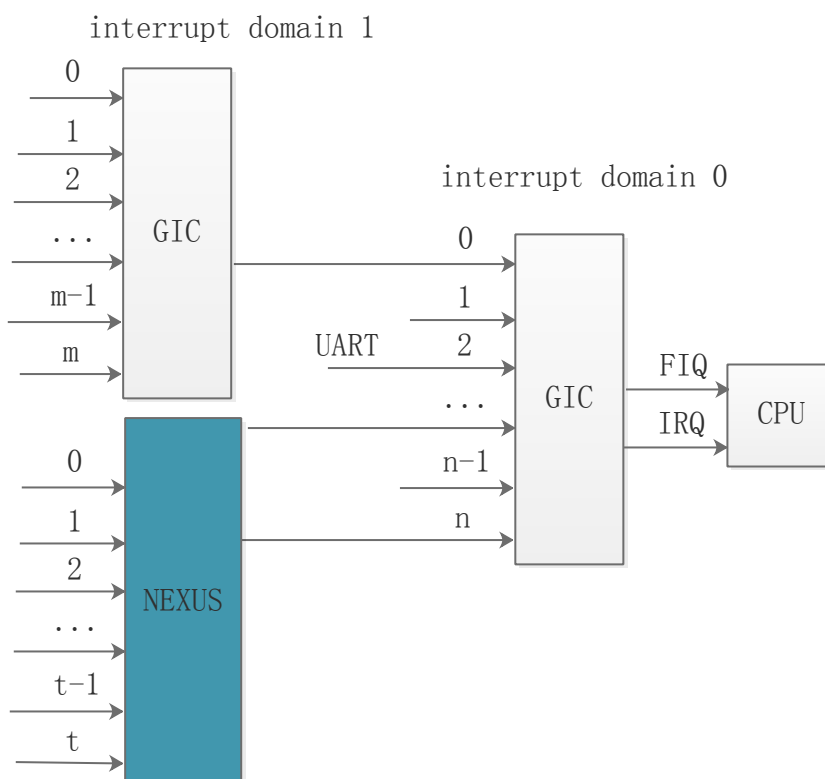 interrupt domain 1
0
1
2
...
m-1
m
GIC
interrupt domain 0
0
1
UART
2
...
n-1
n
GIC
FIQ
IRQ
CPU
0
1
2
...
t-1
t
NEXUS